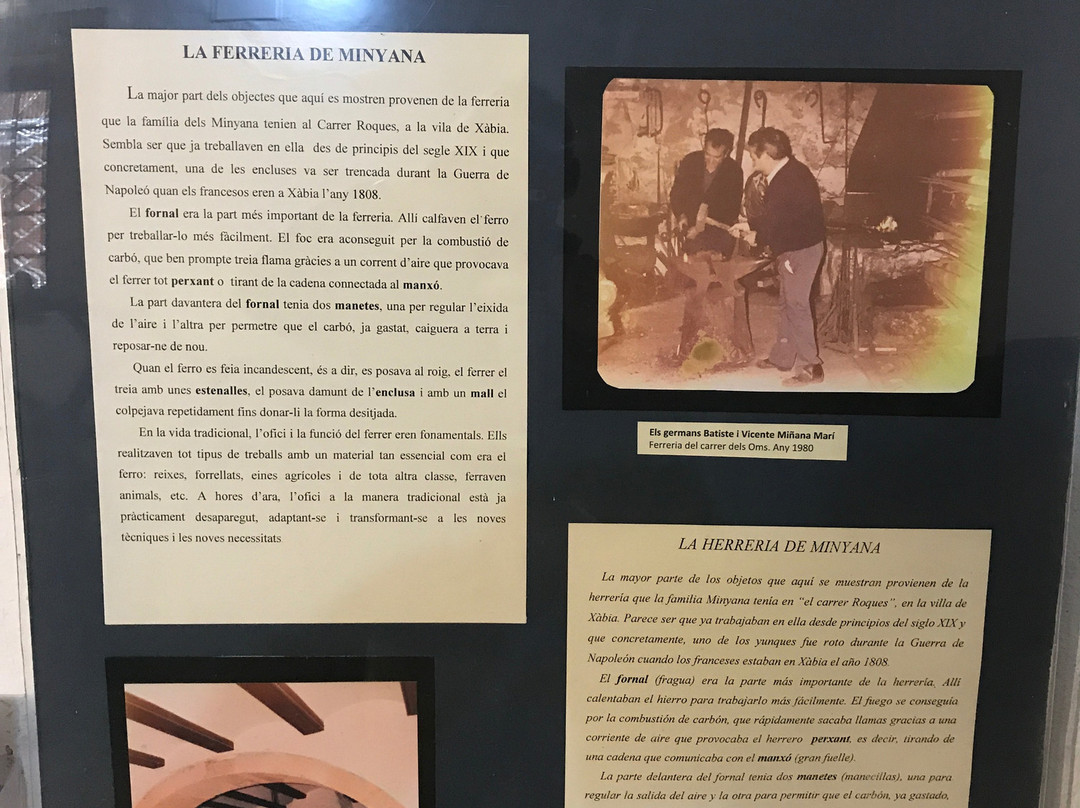 LA FERRERIA DE MINYANA
La major part dels objectes que aquí es mostren provenen de la ferreria
que la família dels Minyana tenien al Carrer Roques, a la vila de Xàbia.
Sembla ser que ja treballaven en ella des de principis del segle XIX i que
concretament, una de les encluses va ser trencada durant la Guerra de
Napoleó quan els francesos eren a Xàbia l'any 1808.
El fornal era la part més important de la ferreria. Allí calfaven el ferro
per treballar-lo més fàcilment. El foc era aconseguit per la combustió de
carbó, que ben prompte treia flama gràcies a un corrent d'aire que provocava
el ferrer tot perxant o tirant de la cadena connectada al manxó.
La part davantera del fornal tenia dos manetes, una per regular l'eixida
de l'aire i l'altra per permetre que el carbó, ja gastat, caiguera a terra i
reposar-ne de nou.
Quan el ferro es feia incandescent, és a dir, es posava al roig, el ferrer el
treia amb unes estenalles, el posava damunt de l'enclusa i amb un mall el
colpejava repetidament fins donar-li la forma desitjada.
En la vida tradicional, l'ofici i la funció del ferrer eren fonamentals. Ells
realitzaven tot tipus de treballs amb un material tan essencial com era el
ferro: reixes, forrellats, eines agrícoles i de tota altra classe, ferraven
animals, etc. A hores d'ara, l'ofici a la manera tradicional està ja
pràcticament desaparegut, adaptant-se i transformant-se a les noves
tècniques i les noves necessitats
Els germans Batiste i Vicente Miñana Marí
Ferreria del carrer dels Oms. Any 1980
LA HERRERIA DE MINYANA
La mayor parte de los objetos que aquí se muestran provienen de la
herrería que la familia Minyana tenía en "el carrer Roques", en la villa de
Xàbia. Parece ser que ya trabajaban en ella desde principios del siglo XIX y
que concretamente, uno de los yunques fue roto durante la Guerra de
Napoleón cuando los franceses estaban en Xàbia el año 1808.
El fornal (fragua) era la parte más importante de la herrería. Allí
calentaban el hierro para trabajarlo más fácilmente. El fuego se conseguía
por la combustión de carbón, que rápidamente sacaba llamas gracias a una
corriente de aire que provocaba el herrero perxant, es decir, tirando de
una cadena que comunicaba con el manxó (gran fuelle).
La parte delantera del fornal tenía dos manetes (manecillas), una para
regular la salida del aire y la otra para permitir que el carbón, ya gastado,